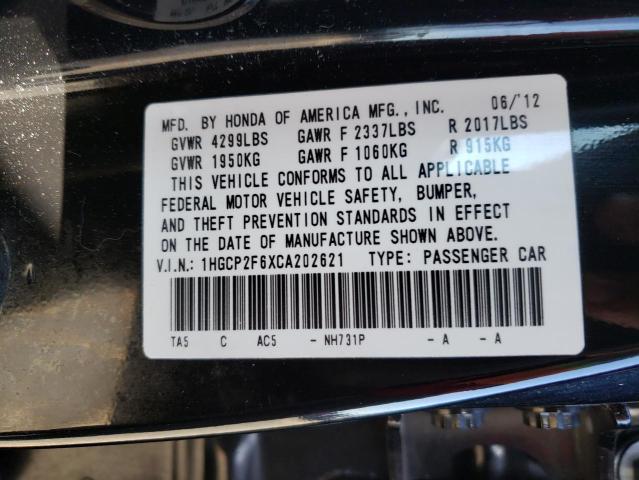 MFD. BY HONDA OF AMERICA MFG., INC. 06/'12
GVWR 4299LBS GAWR F 2337LBS R 2017LBS
GVWR 1950KG GAWR F 1060KG R 915KG
THIS VEHICLE CONFORMS TO ALL APPLICABLE
FEDERAL MOTOR VEHICLE SAFETY, BUMPER,
AND THEFT PREVENTION STANDARDS IN EFFECT
ON THE DATE OF MANUFACTURE SHOWN ABOVE.
V.I.N.: 1HGCP2F6XCA202621 TYPE: PASSENGER CAR
TA5 C AC5 - NH731P - A - A